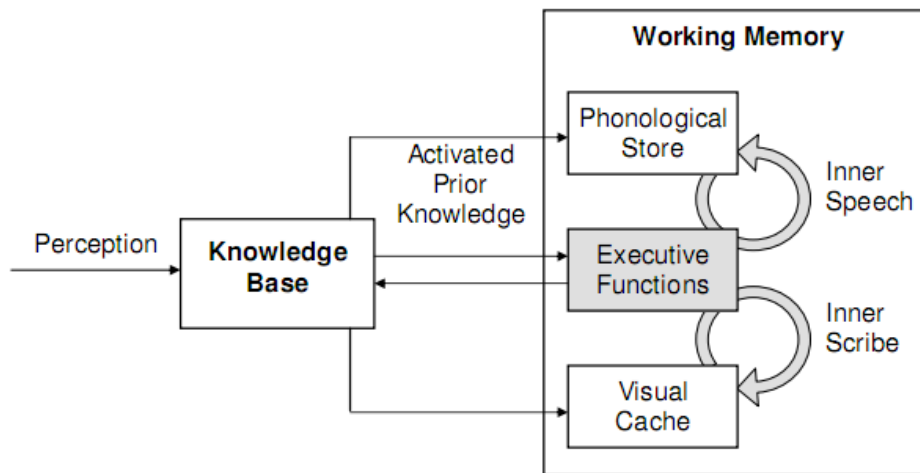 Working Memory
Phonological
Store
Activated
Prior
Knowledge
Inner
Speech
Perception
Knowledge
Base
Executive
Functions
Inner
Scribe
Visual
Cache